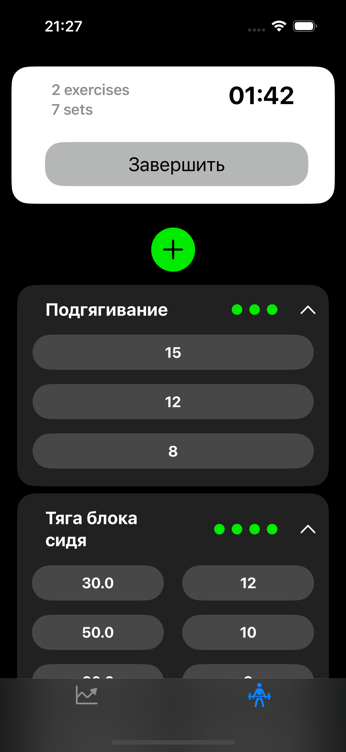 21:27
2 exercises
7 sets
01:42
Завершить
Подгягивание
15
12
8
Тяга блока
сидя
30.0
12
50.0
10